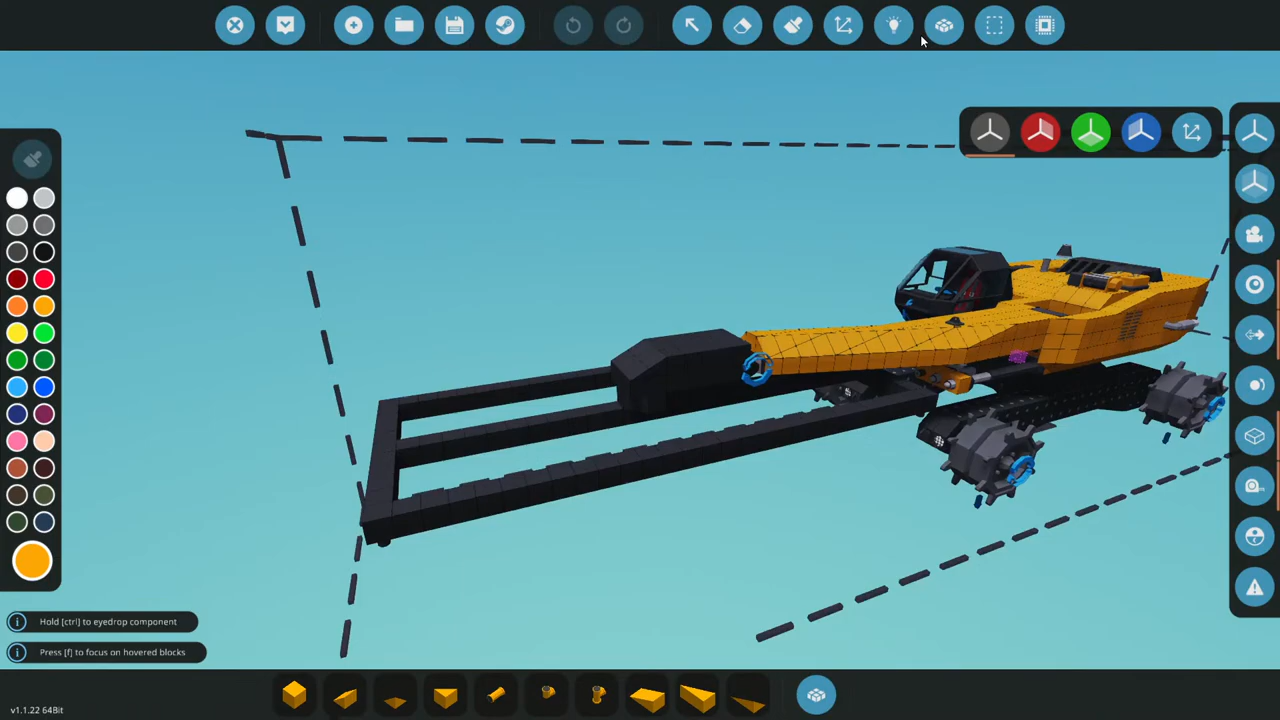 Hold [ctrl] to eyedrop component
Press [f] to focus on hovered blocks
v1.1.22 64Bit